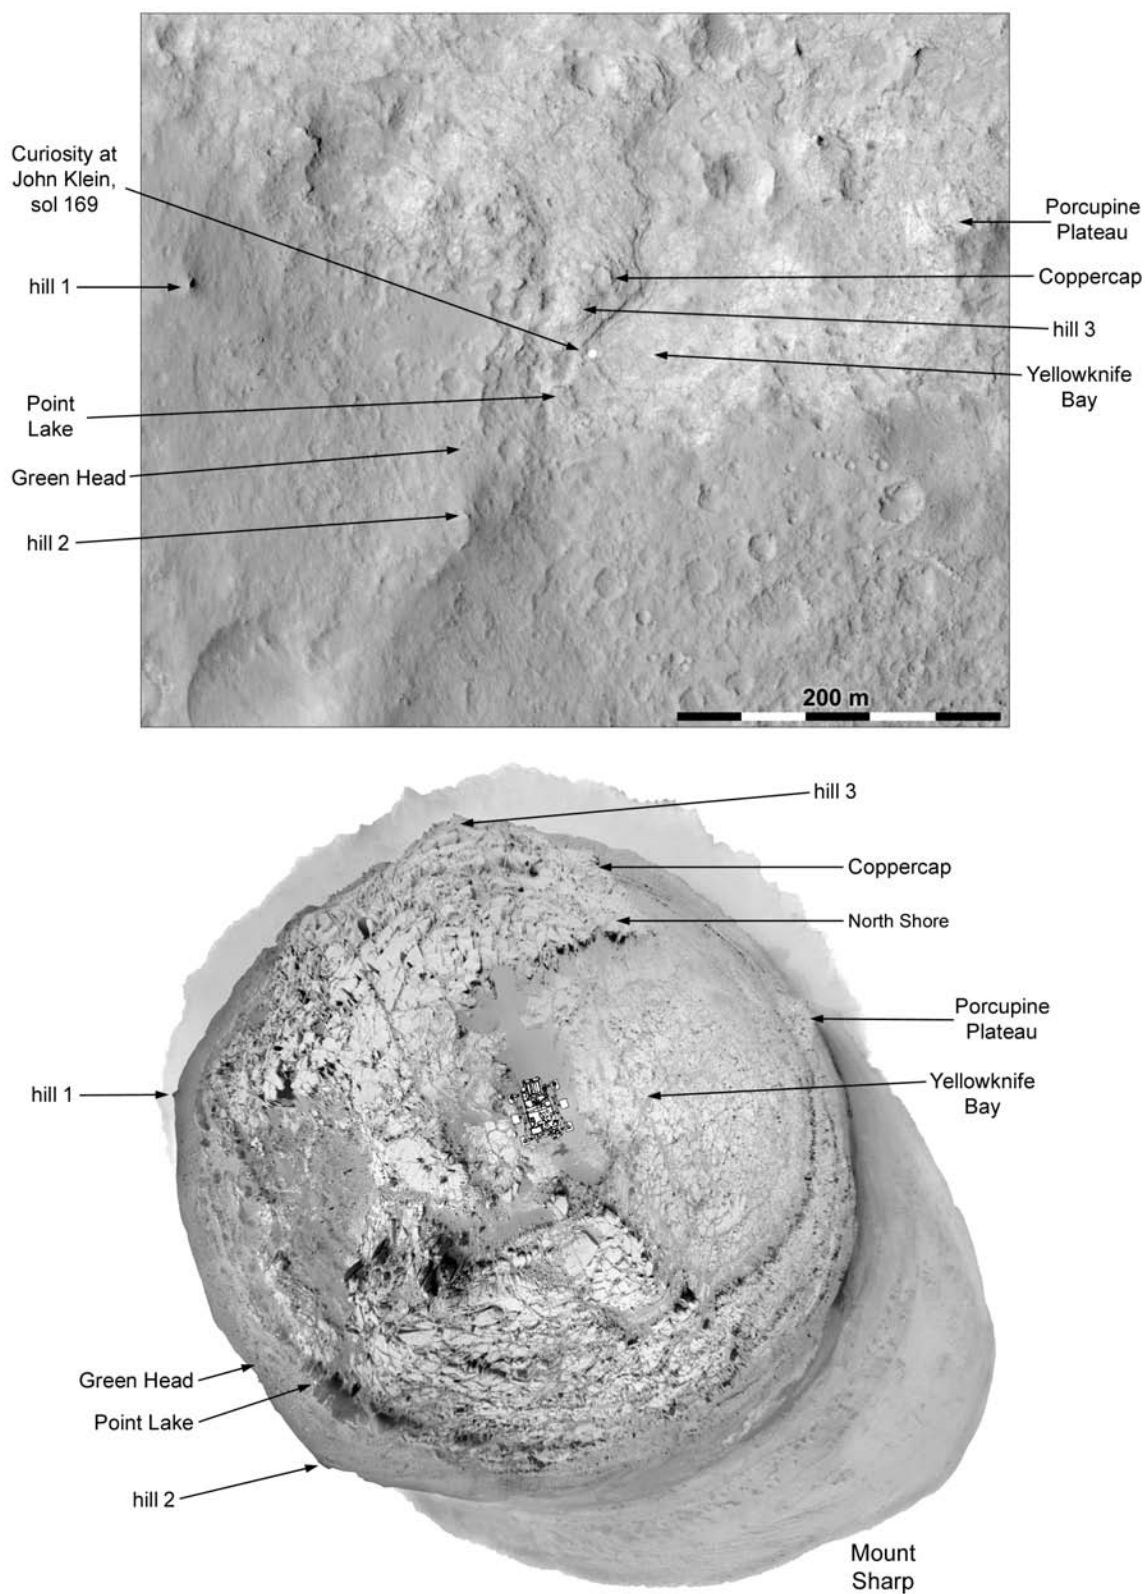 Curiosity at
John Klein,
sol 169
Porcupine
Plateau
Coppercap
hill 1
hill 3
Yellowknife
Bay
Point
Lake
Green Head
hill 2
200 m
hill 3
Coppercap
North Shore
Porcupine
Plateau
Yellowknife
Bay
hill 1
Green Head
Point Lake
hill 2
Mount
Sharp